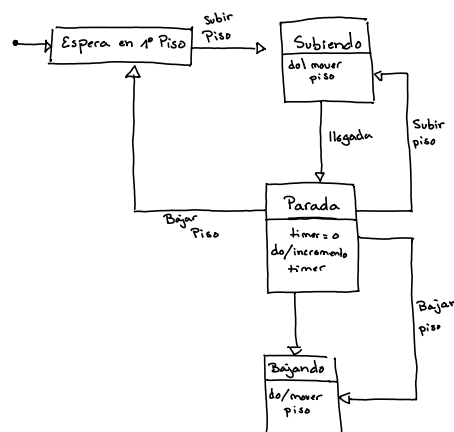 Subir
Piso
Espera en 1º Piso
Subiendo
do/ mover
piso
llegada
Subir
piso
Parada
Bajar
Piso
timer = 0
do/incremento
timer
Bajar
piso
Bajando
do/mover
piso